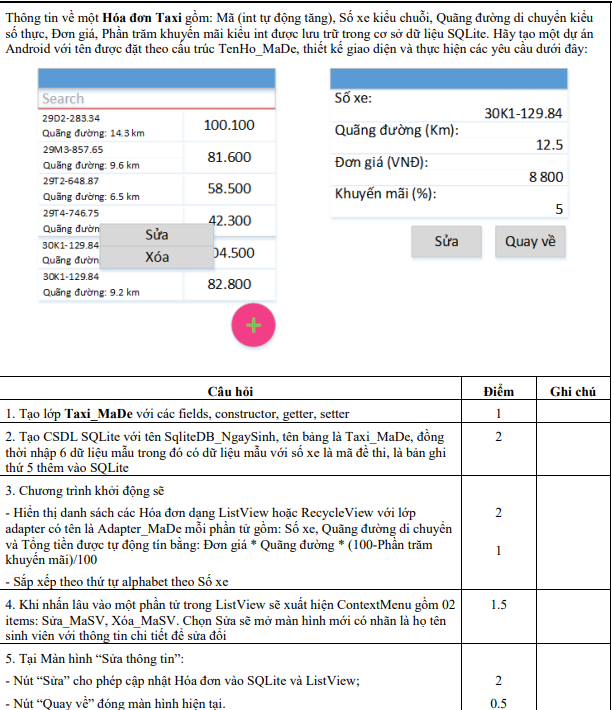 Thông tin về một Hóa đơn Taxi gồm: Mã (int tự động tăng), Số xe kiểu chuỗi, Quãng đường di chuyển kiểu
số thực, Đơn giá, Phần trăm khuyến mãi kiểu int được lưu trữ trong cơ sở dữ liệu SQLite. Hãy tạo một dự án
Android với tên được đặt theo cấu trúc TenHo_MaDe, thiết kế giao diện và thực hiện các yêu cầu dưới đây:
Search
29D2-283.34
Quãng đường: 14.3 km
100.100
29M3-857.65
Quãng đường: 9.6 km
81.600
29T2-648.87
Quãng đường: 6.5 km
58.500
29T4-746.75
Quãng đườn
42.300
30K1-129.84
Quãng đườn
04.500
30K1-129.84
Quãng đường: 9.2 km
82.800
Sửa
Xóa
+
Số xe:
30K1-129.84
Quãng đường (Km):
12.5
Đơn giá (VNĐ):
8 800
Khuyến mãi (%):
5
Sửa Quay về
Câu hỏi Điểm Ghi chú
1. Tạo lớp Taxi_MaDe với các fields, constructor, getter, setter 1
2. Tạo CSDL SQLite với tên SqliteDB_NgaySinh, tên bảng là Taxi_MaDe, đồng 2
thời nhập 6 dữ liệu mẫu trong đó có dữ liệu mẫu với số xe là mã đề thi, là bản ghi
thứ 5 thêm vào SQLite
3. Chương trình khởi động sẽ
- Hiển thị danh sách các Hóa đơn dạng ListView hoặc RecycleView với lớp 2
adapter có tên là Adapter_MaDe mỗi phần tử gồm: Số xe, Quãng đường di chuyển
và Tổng tiền được tự động tín bằng: Đơn giá * Quãng đường * (100-Phần trăm 1
khuyến mãi)/100
- Sắp xếp theo thứ tự alphabet theo Số xe
4. Khi nhấn lâu vào một phần tử trong ListView sẽ xuất hiện ContextMenu gồm 02 1.5
items: Sửa_MaSV, Xóa_MaSV. Chọn Sửa sẽ mở màn hình mới có nhãn là họ tên
sinh viên với thông tin chi tiết để sửa đổi
5. Tại Màn hình “Sửa thông tin”:
- Nút “Sửa” cho phép cập nhật Hóa đơn vào SQLite và ListView; 2
- Nút “Quay về” đóng màn hình hiện tại. 0.5